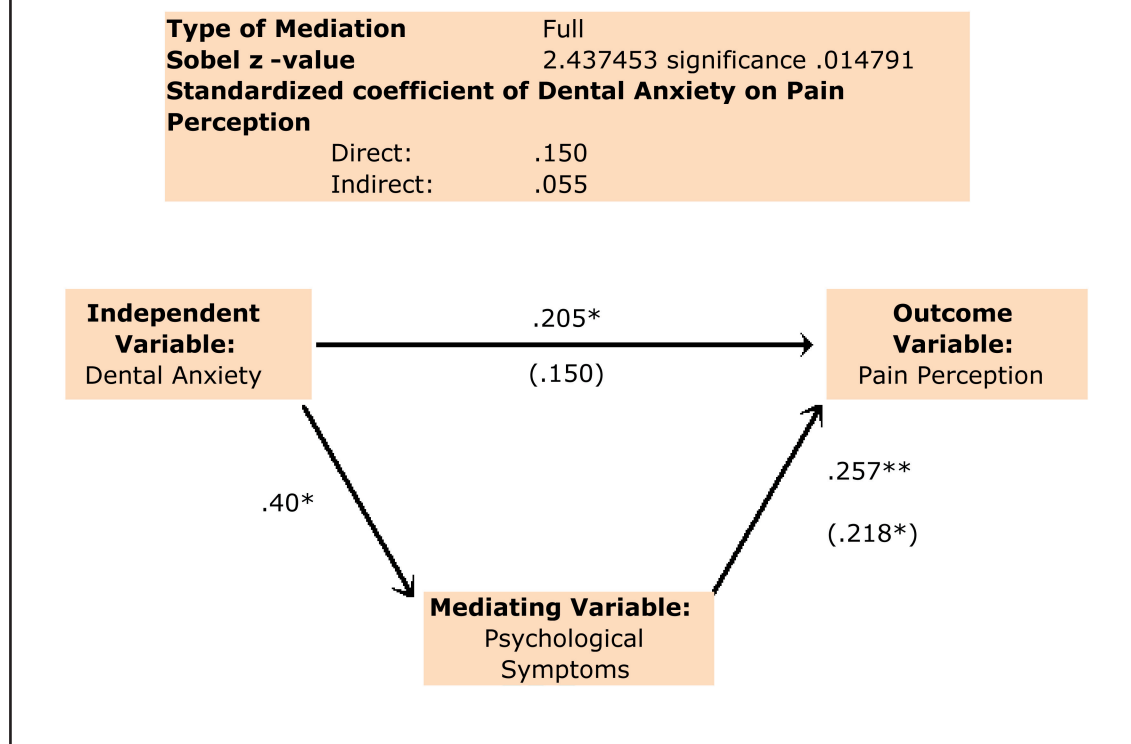 Type of Mediation Full
Sobel z -value 2.437453 significance .014791
Standardized coefficient of Dental Anxiety on Pain
Perception
Direct: .150
Indirect: .055
Independent
Variable:
Dental Anxiety
.205*
(.150)
Outcome
Variable:
Pain Perception
.40*
.257**
(.218*)
Mediating Variable:
Psychological
Symptoms